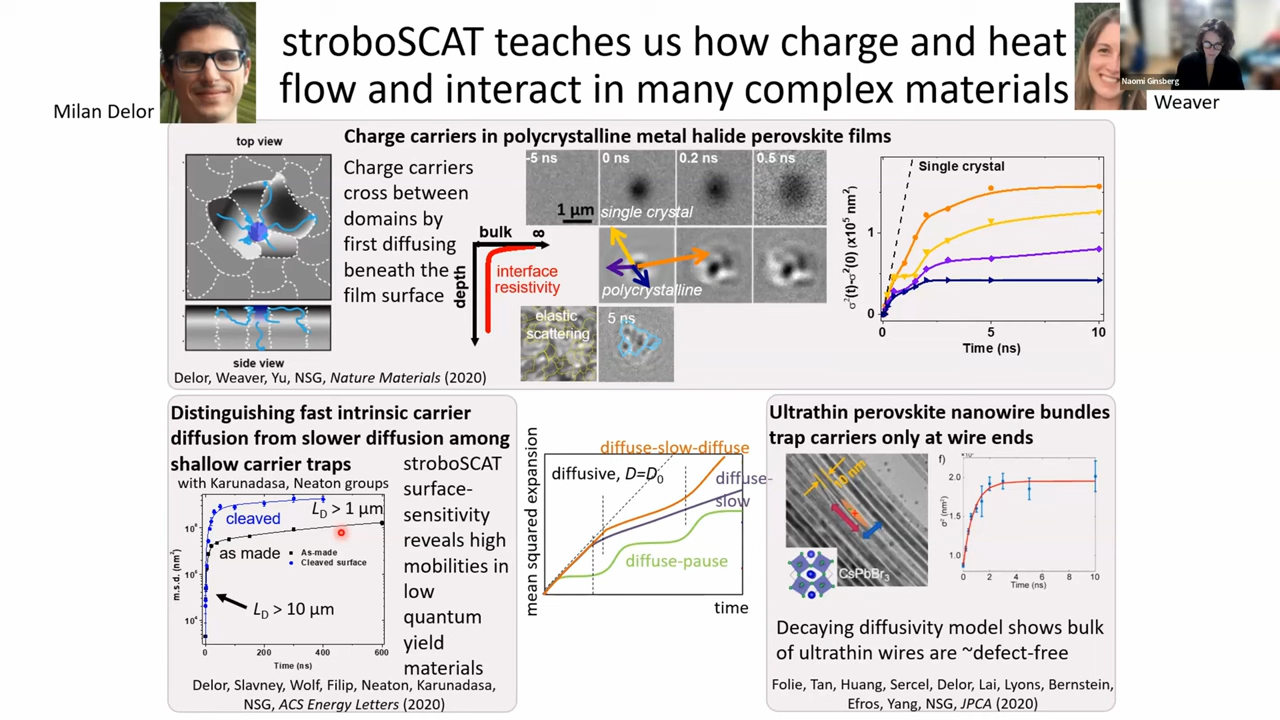 stroboSCAT teaches us how charge and heat
flow and interact in many complex materials
Milan Delor
Naomi Ginsberg
Weaver
Charge carriers in polycrystalline metal halide perovskite films
top view
Charge carriers
cross between
domains by
first diffusing
beneath the
film surface
side view
bulk
∞
depth
interface
resistivity
-5 ns
0 ns
0.2 ns
0.5 ns
1 μm
single crystal
polycrystalline
elastic
scattering
5 ns
Single crystal
σ²(t)-σ²(0) (x10⁵ nm²)
1
0
0
5
10
Time (ns)
Delor, Weaver, Yu, NSG, Nature Materials (2020)
Distinguishing fast intrinsic carrier
diffusion from slower diffusion among
shallow carrier traps
with Karunadasa, Neaton groups
L_D > 1 μm
cleaved
as made
As-made
Cleaved surface
L_D > 10 μm
m.s.d. (nm²)
0
200
400
600
Time (ns)
stroboSCAT
surface-
sensitivity
reveals high
mobilities in
low
quantum
yield
materials
Delor, Slavney, Wolf, Filip, Neaton, Karunadasa,
NSG, ACS Energy Letters (2020)
mean squared expansion
diffuse-slow-diffuse
diffusive, D=D₀
diffuse-
slow
diffuse-pause
time
Ultrathin perovskite nanowire bundles
trap carriers only at wire ends
10 nm
CsPbBr₃
f)
σ² (nm²)
2.0
1.5
1.0
0
2
4
6
8
10
Time (ns)
Decaying diffusivity model shows bulk
of ultrathin wires are ~defect-free
Folie, Tan, Huang, Sercel, Delor, Lai, Lyons, Bernstein,
Efros, Yang, NSG, JPCA (2020)